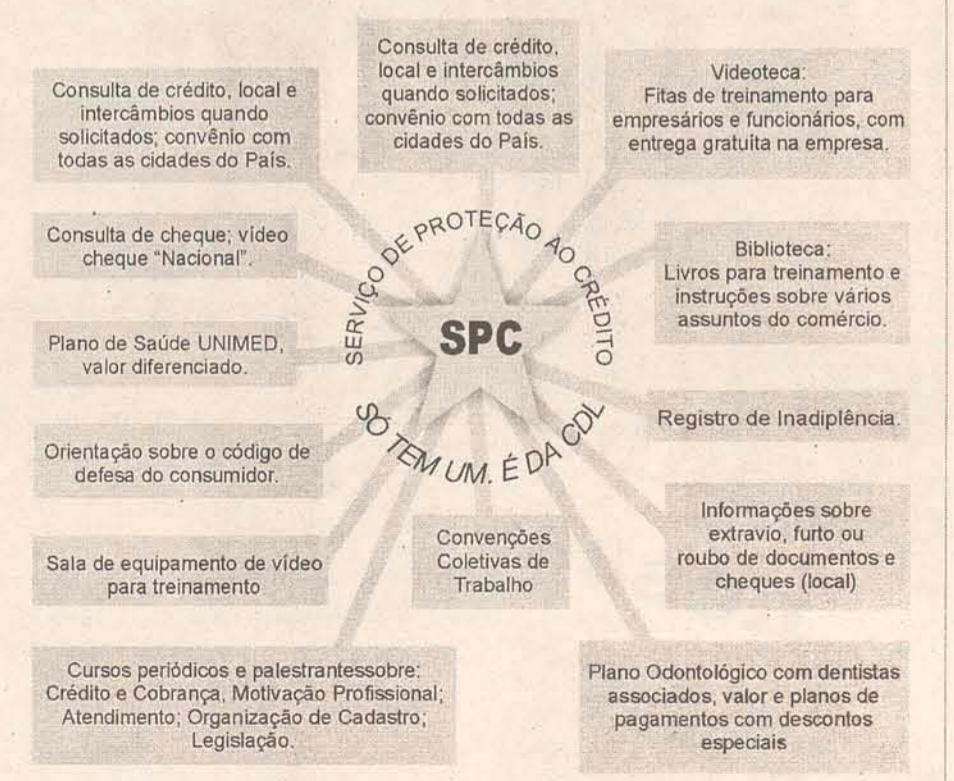 Consulta de crédito, local e
intercâmbios quando
solicitados; convênio com
todas as cidades do País.
Consulta de crédito,
local e intercâmbios
quando solicitados;
convênio com todas as
cidades do País.
Videoteca:
Fitas de treinamento para
empresários e funcionários, com
entrega gratuita na empresa.
Consulta de cheque; vídeo
cheque “Nacional”.
SERVIÇO DE PROTEÇÃO AO CRÉDITO
SPC
SÓ TEM UM. É DA CDL
Biblioteca:
Livros para treinamento e
instruções sobre vários
assuntos do comércio.
Plano de Saúde UNIMED,
valor diferenciado.
Registro de Inadiplência.
Orientação sobre o código de
defesa do consumidor.
Informações sobre
extravio, furto ou
roubo de documentos e
cheques (local)
Sala de equipamento de vídeo
para treinamento
Convenções
Coletivas de
Trabalho
Cursos periódicos e palestrantessobre:
Crédito e Cobrança, Motivação Profissional;
Atendimento; Organização de Cadastro;
Legislação.
Plano Odontológico com dentistas
associados, valor e planos de
pagamentos com descontos
especiais